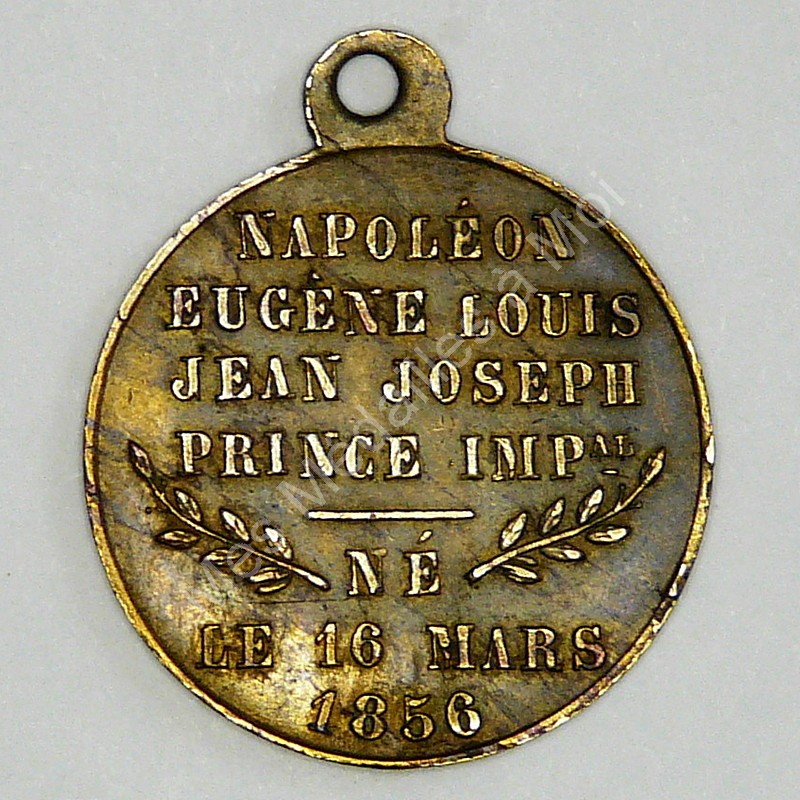 NAPOLÉON
EUGÈNE LOUIS
JEAN JOSEPH
PRINCE IMPAL
NÉ
LE 16 MARS
1856